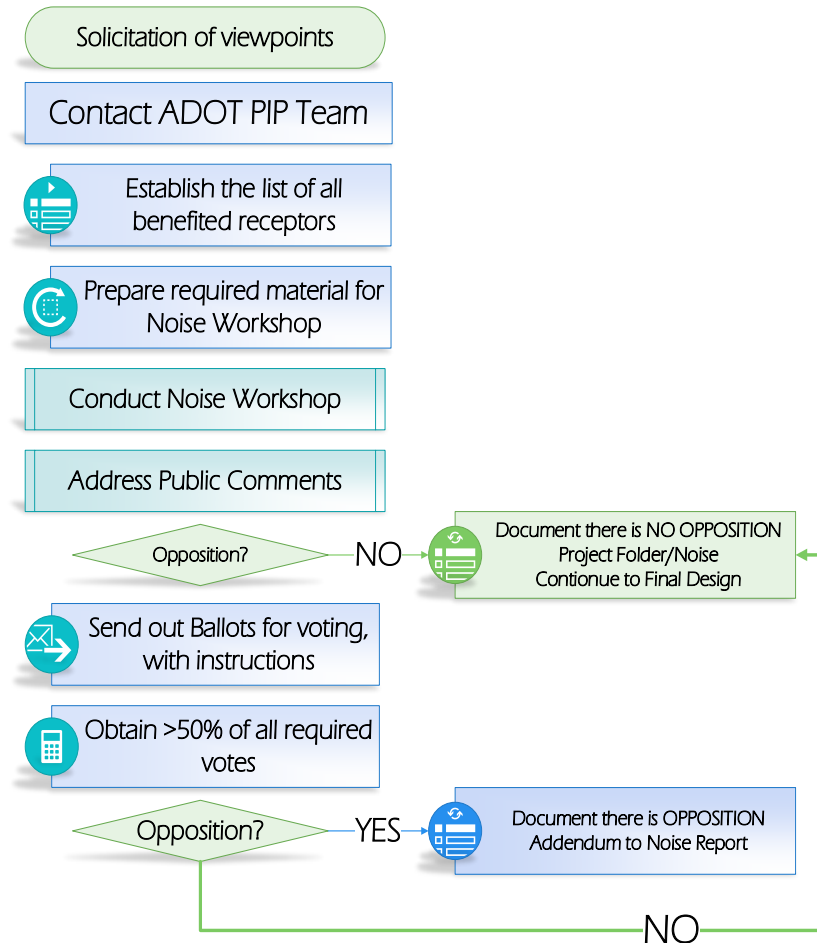 Solicitation of viewpoints
Contact ADOT PIP Team
Establish the list of all
benefited receptors
Prepare required material for
Noise Workshop
Conduct Noise Workshop
Address Public Comments
Opposition?
NO
Document there is NO OPPOSITION
Project Folder/Noise
Contionue to Final Design
Send out Ballots for voting,
with instructions
Obtain >50% of all required
votes
Opposition?
YES
Document there is OPPOSITION
Addendum to Noise Report
NO